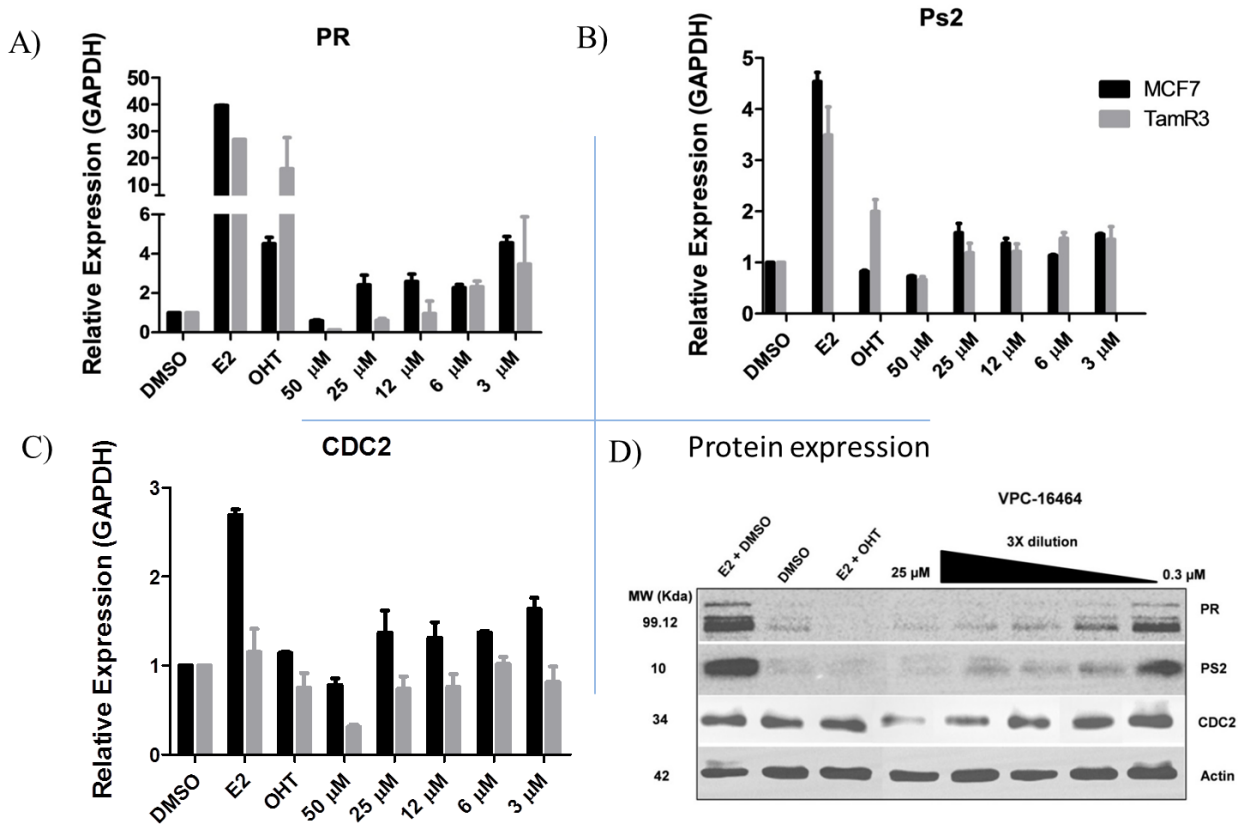 A)
PR
Relative Expression (GAPDH)
50
40
30
20
10
6
4
2
0
DMSO
E2
OHT
50 µM
25 µM
12 µM
6 µM
3 µM
B)
Ps2
Relative Expression (GAPDH)
5
4
3
2
1
0
DMSO
E2
OHT
50 µM
25 µM
12 µM
6 µM
3 µM
MCF7
TamR3
C)
CDC2
Relative Expression (GAPDH)
3
2
1
0
DMSO
E2
OHT
50 µM
25 µM
12 µM
6 µM
3 µM
D) Protein expression
VPC-16464
3X dilution
E2 + DMSO
DMSO
E2 + OHT
25 µM
0.3 µM
MW (Kda)
99.12
PR
10
PS2
34
CDC2
42
Actin